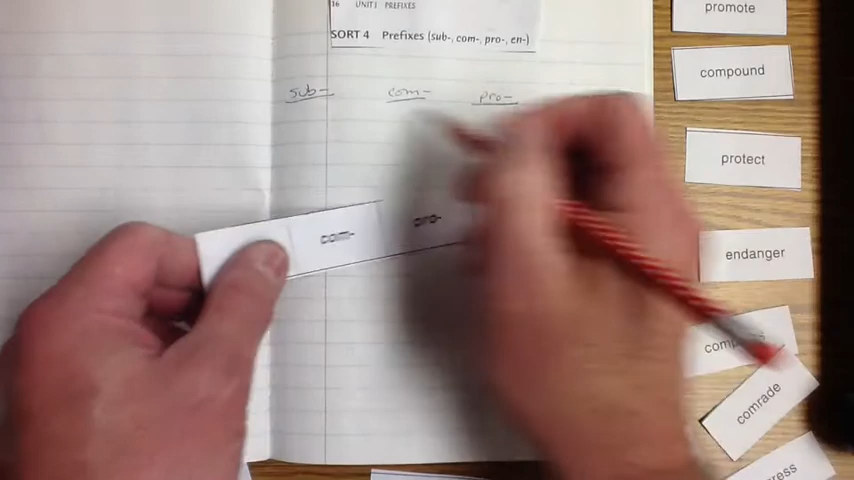 16 UNIT 1 PREFIXES
SORT 4 Prefixes (sub-, com-, pro-, en-)
sub- com- pro-
com- pro-
promote
compound
protect
endanger
comrade